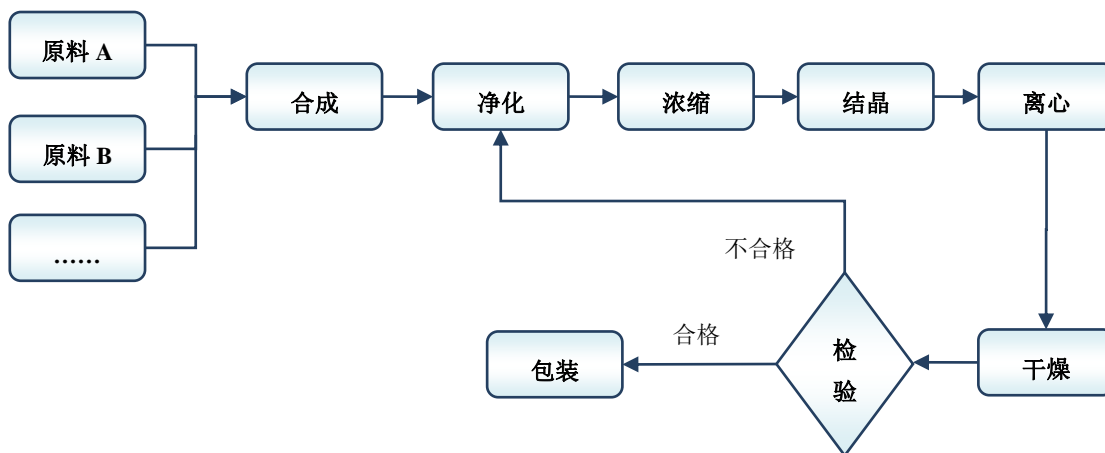 原料 A
合成
净化
浓缩
结晶
离心
原料 B
......
不合格
合格
包装
检
验
干燥